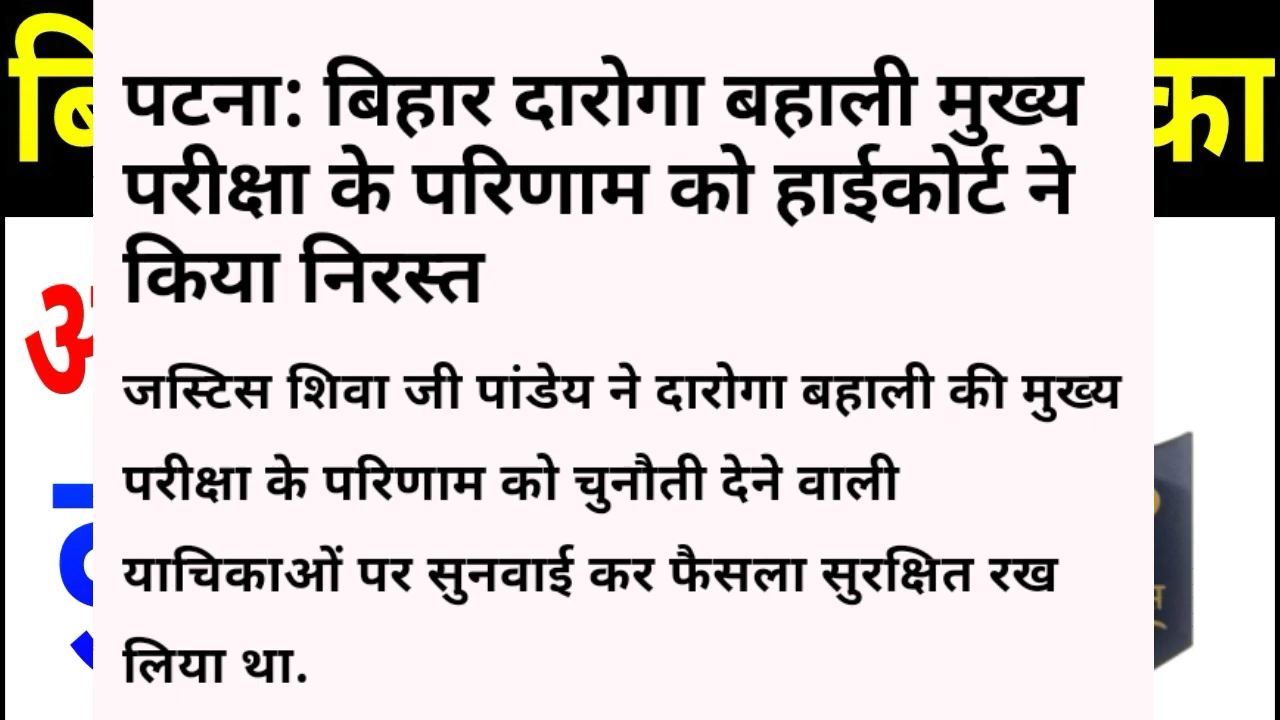 पटना: बिहार दारोगा बहाली मुख्य
परीक्षा के परिणाम को हाईकोर्ट ने
किया निरस्त
जस्टिस शिवा जी पांडेय ने दारोगा बहाली की मुख्य
परीक्षा के परिणाम को चुनौती देने वाली
याचिकाओं पर सुनवाई कर फैसला सुरक्षित रख
लिया था.